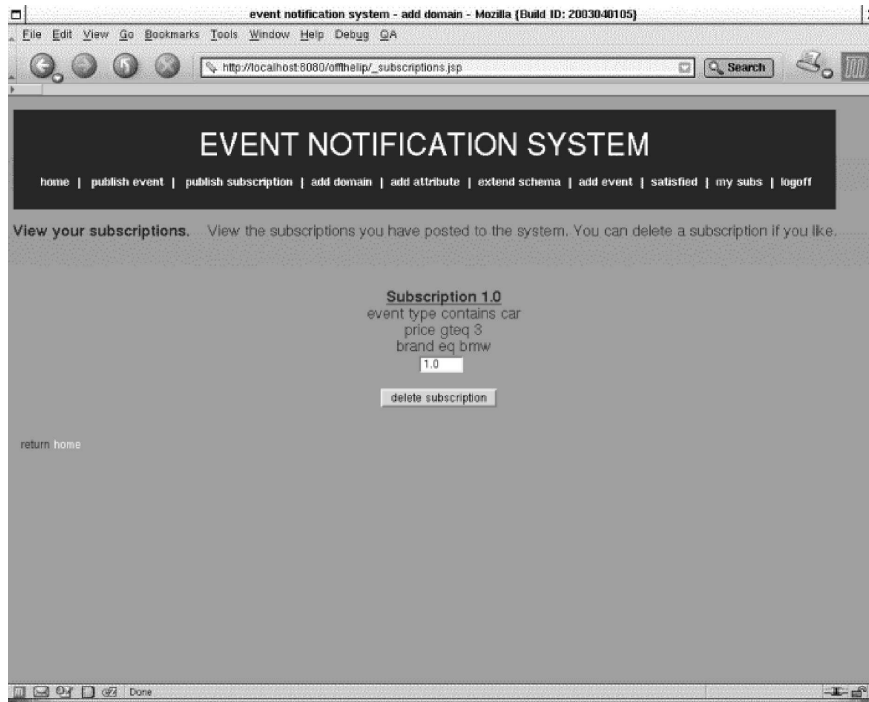 event notification system - add domain - Mozilla {Build ID: 2003040105}
File Edit View Go Bookmarks Tools Window Help Debug QA
http://localhost:8080/offthelip/_subscriptions.jsp Search
EVENT NOTIFICATION SYSTEM
home | publish event | publish subscription | add domain | add attribute | extend schema | add event | satisfied | my subs | logoff
View your subscriptions. View the subscriptions you have posted to the system. You can delete a subscription if you like.
Subscription 1.0
event type contains car
price gteq 3
brand eq bmw
1.0
delete subscription
return home
Done